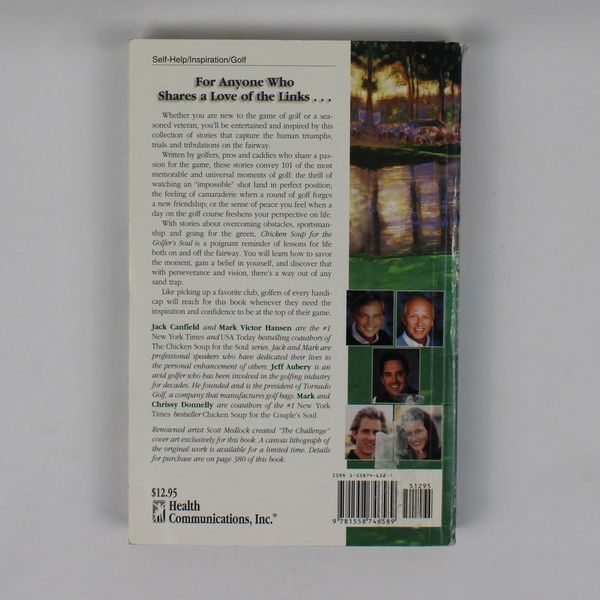 Self-Help/Inspiration/Golf
For Anyone Who
Shares a Love of the Links . . .
Whether you are new to the game of golf or a sea-
soned veteran, you'll be entertained and inspired by this
collection of stories that capture the human triumphs,
trials and tribulations on the fairway.
Written by golfers, pros and caddies who share a pas-
sion for the game, these stories convey 101 of the most
memorable and universal moments of golf: the thrill of
watching an "impossible" shot land in perfect position;
the feeling of camaraderie when a round of golf forges
a new friendship; or the sense of peace you feel when a
day on the golf course freshens your perspective on life.
With stories about overcoming obstacles, sportsman-
ship and going for the green, Chicken Soup for the
Golfer's Soul is a poignant reminder of lessons for life
both on and off the fairway. You will learn how to savor
the moment, gain a belief in yourself, and discover that
with perseverance and vision, there's a way out of any
sand trap.
Like picking up a favorite club, golfers of every handi-
cap will reach for this book whenever they need the
inspiration and confidence to be at the top of their game.
Jack Canfield and Mark Victor Hansen are the #1
New York Times and USA Today bestselling coauthors of
The Chicken Soup for the Soul series. Jack and Mark are
professional speakers who have dedicated their lives to
the personal enhancement of others. Jeff Aubery is an
avid golfer who has been involved in the golfing industry
for decades. He founded and is the president of Tornado
Golf, a company that manufactures golf bags. Mark and
Chrissy Donnelly are coauthors of the #1 New York
Times bestseller Chicken Soup for the Couple's Soul.
Renowned artist Scott Medlock created "The Challenge"
cover art exclusively for this book. A canvas lithograph of
the original work is available for a limited time. Details
for purchase are on page 380 of this book.
ISBN 1-55874-658-7
51295
9 781558 746589
$12.95
Health
Communications, Inc.®